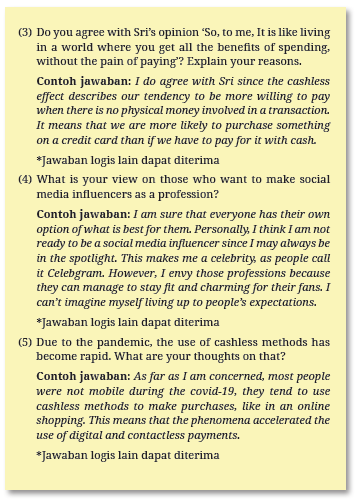 (3) Do you agree with Sri's opinion 'So, to me, It is like living
in a world where you get all the benefits of spending,
without the pain of paying'? Explain your reasons.
Contoh jawaban: I do agree with Sri since the cashless
effect describes our tendency to be more willing to pay
when there is no physical money involved in a transaction.
It means that we are more likely to purchase something
on a credit card than if we have to pay for it with cash.
*Jawaban logis lain dapat diterima
(4) What is your view on those who want to make social
media influencers as a profession?
Contoh jawaban: I am sure that everyone has their own
option of what is best for them. Personally, I think I am not
ready to be a social media influencer since I may always be
in the spotlight. This makes me a celebrity, as people call
it Celebgram. However, I envy those professions because
they can manage to stay fit and charming for their fans. I
can't imagine myself living up to people's expectations.
*Jawaban logis lain dapat diterima
(5) Due to the pandemic, the use of cashless methods has
become rapid. What are your thoughts on that?
Contoh jawaban: As far as I am concerned, most people
were not mobile during the covid-19, they tend to use
cashless methods to make purchases, like in an online
shopping. This means that the phenomena accelerated the
use of digital and contactless payments.
*Jawaban logis lain dapat diterima